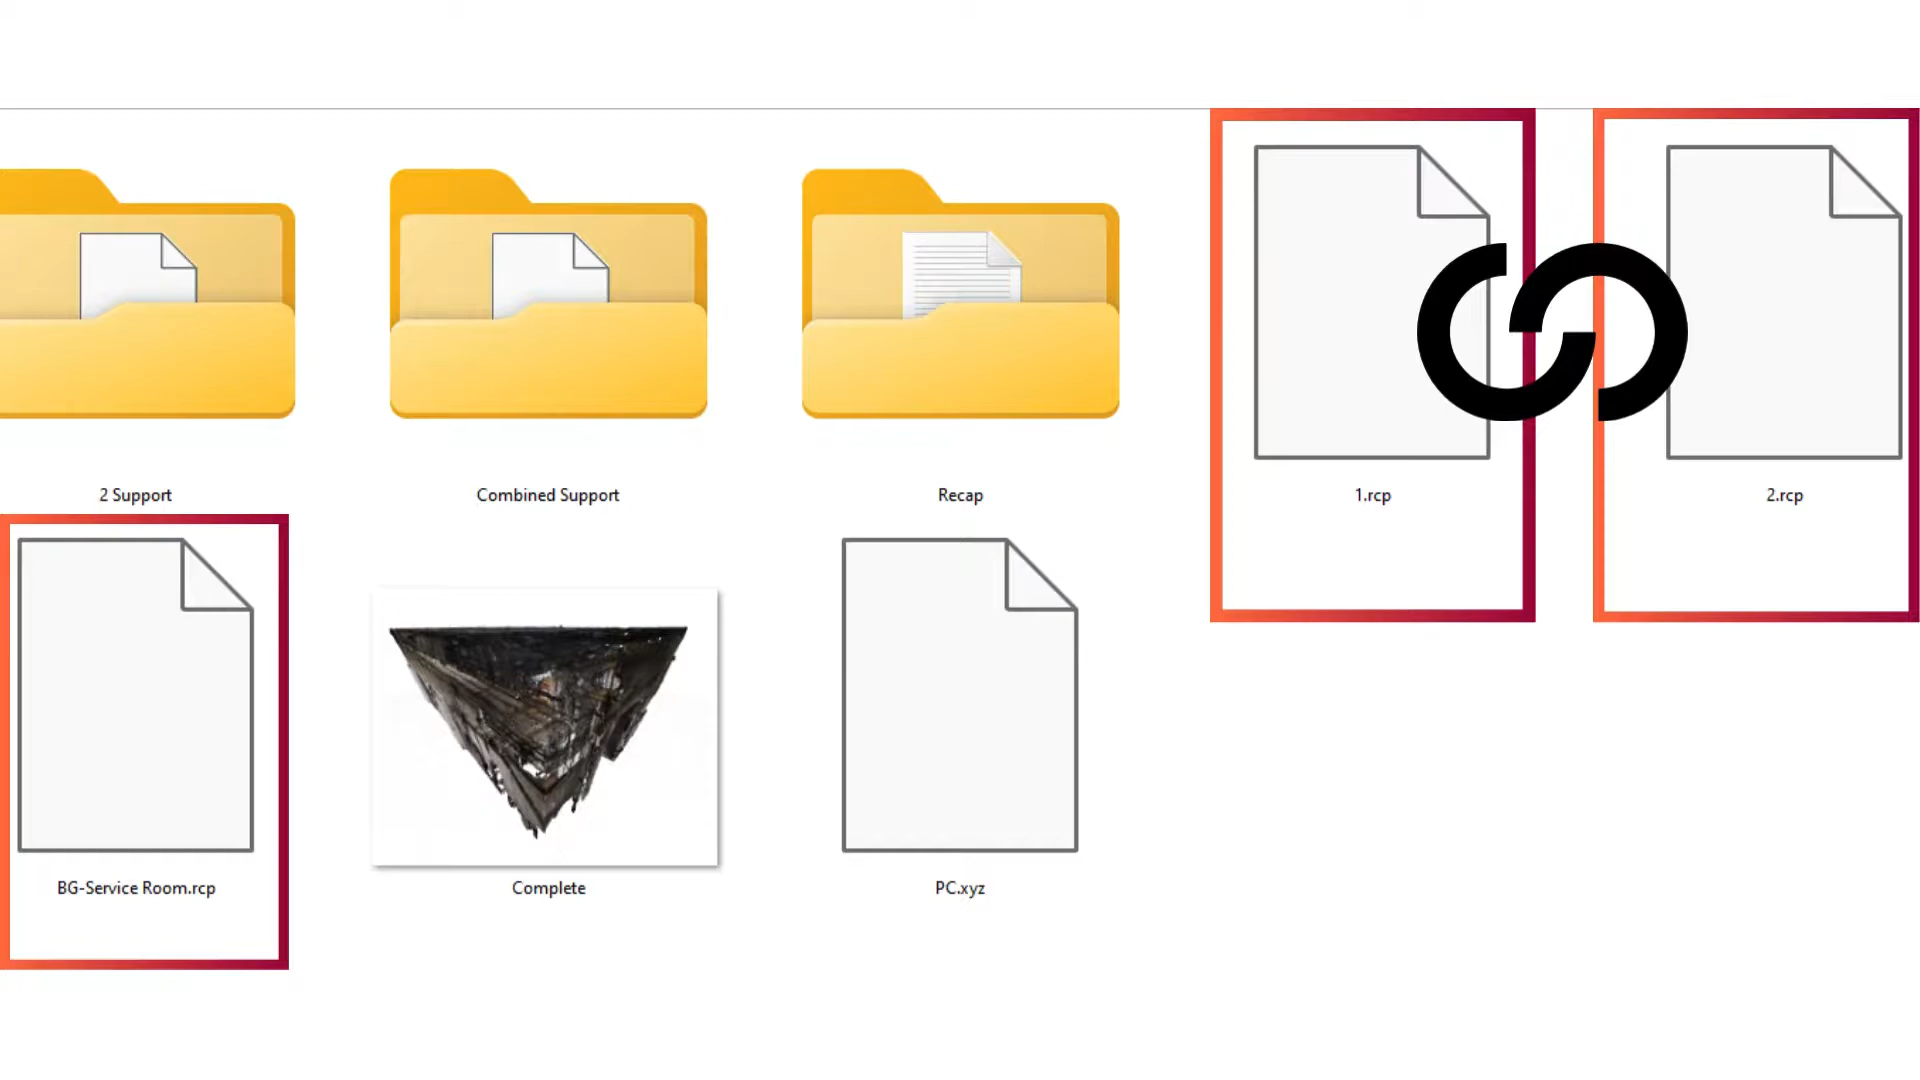 2 Support
Combined Support
Recap
1.rcp
2.rcp
BG-Service Room.rcp
Complete
PC.xyz